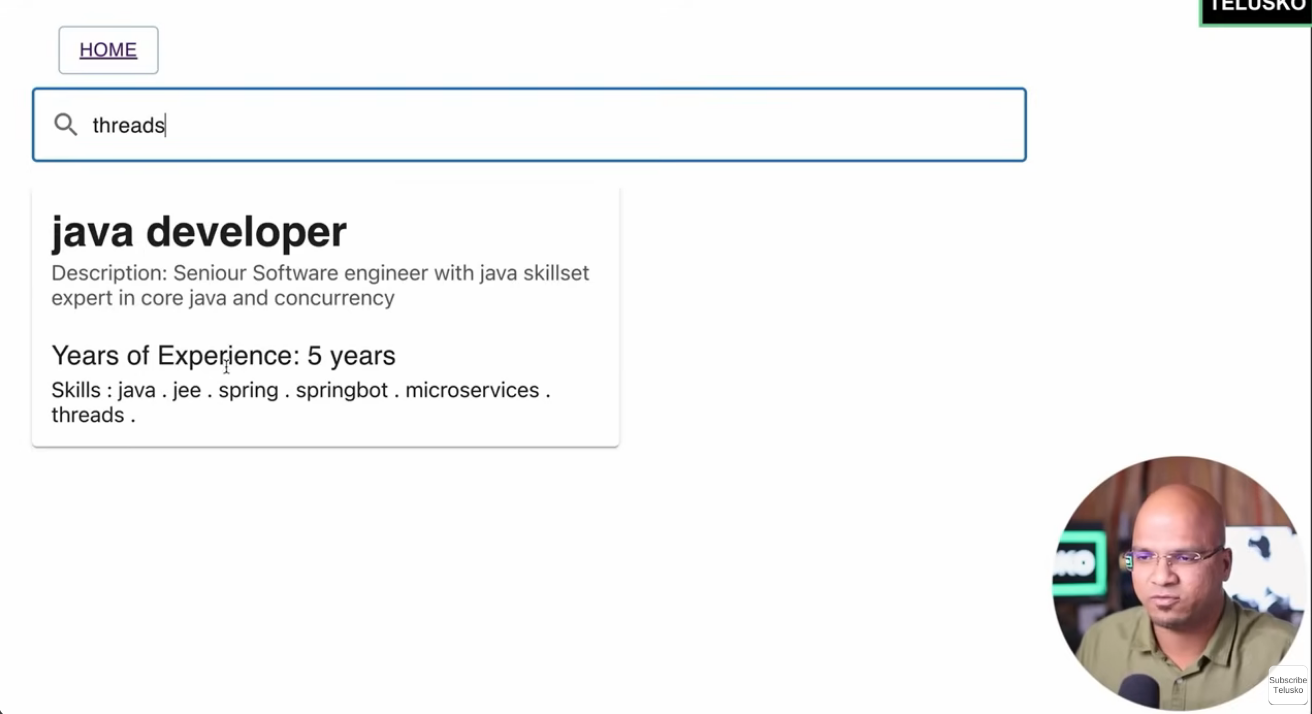 TELUSKO
HOME
threads
java developer
Description: Seniour Software engineer with java skillset
expert in core java and concurrency
Years of Experience: 5 years
Skills : java . jee . spring . springbot . microservices .
threads .
Subscribe
Telusko